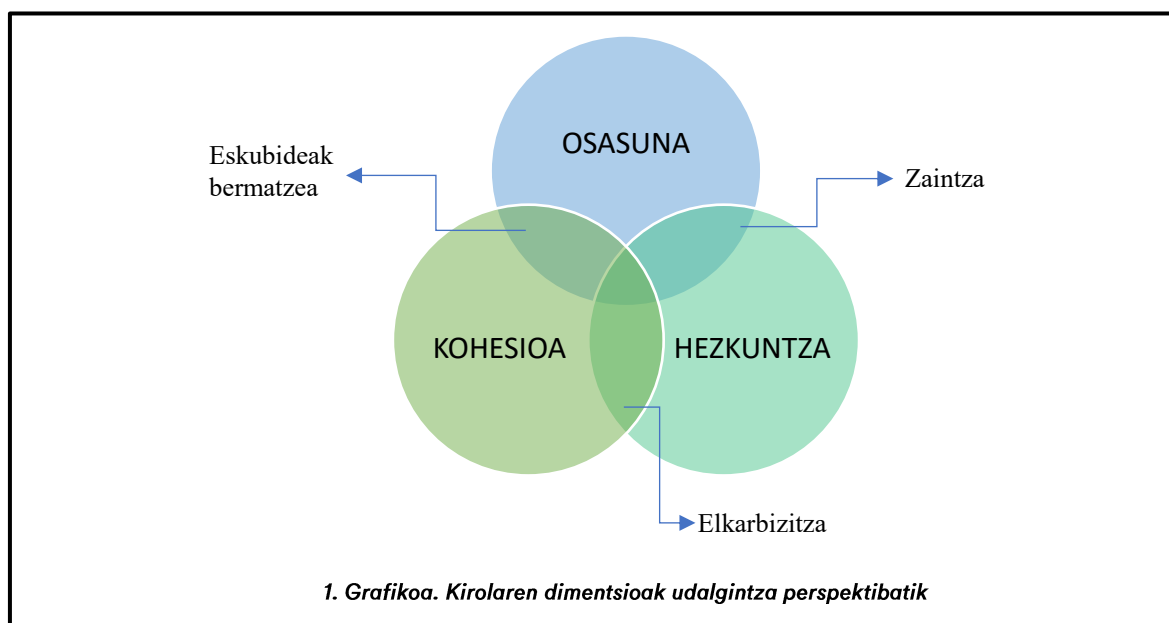 OSASUNA
Eskubideak
bermatzea
Zaintza
KOHESIOA
HEZKUNTZA
Elkarbizitza
1. Grafikoa. Kirolaren dimentsioak udalgintza perspektibatik